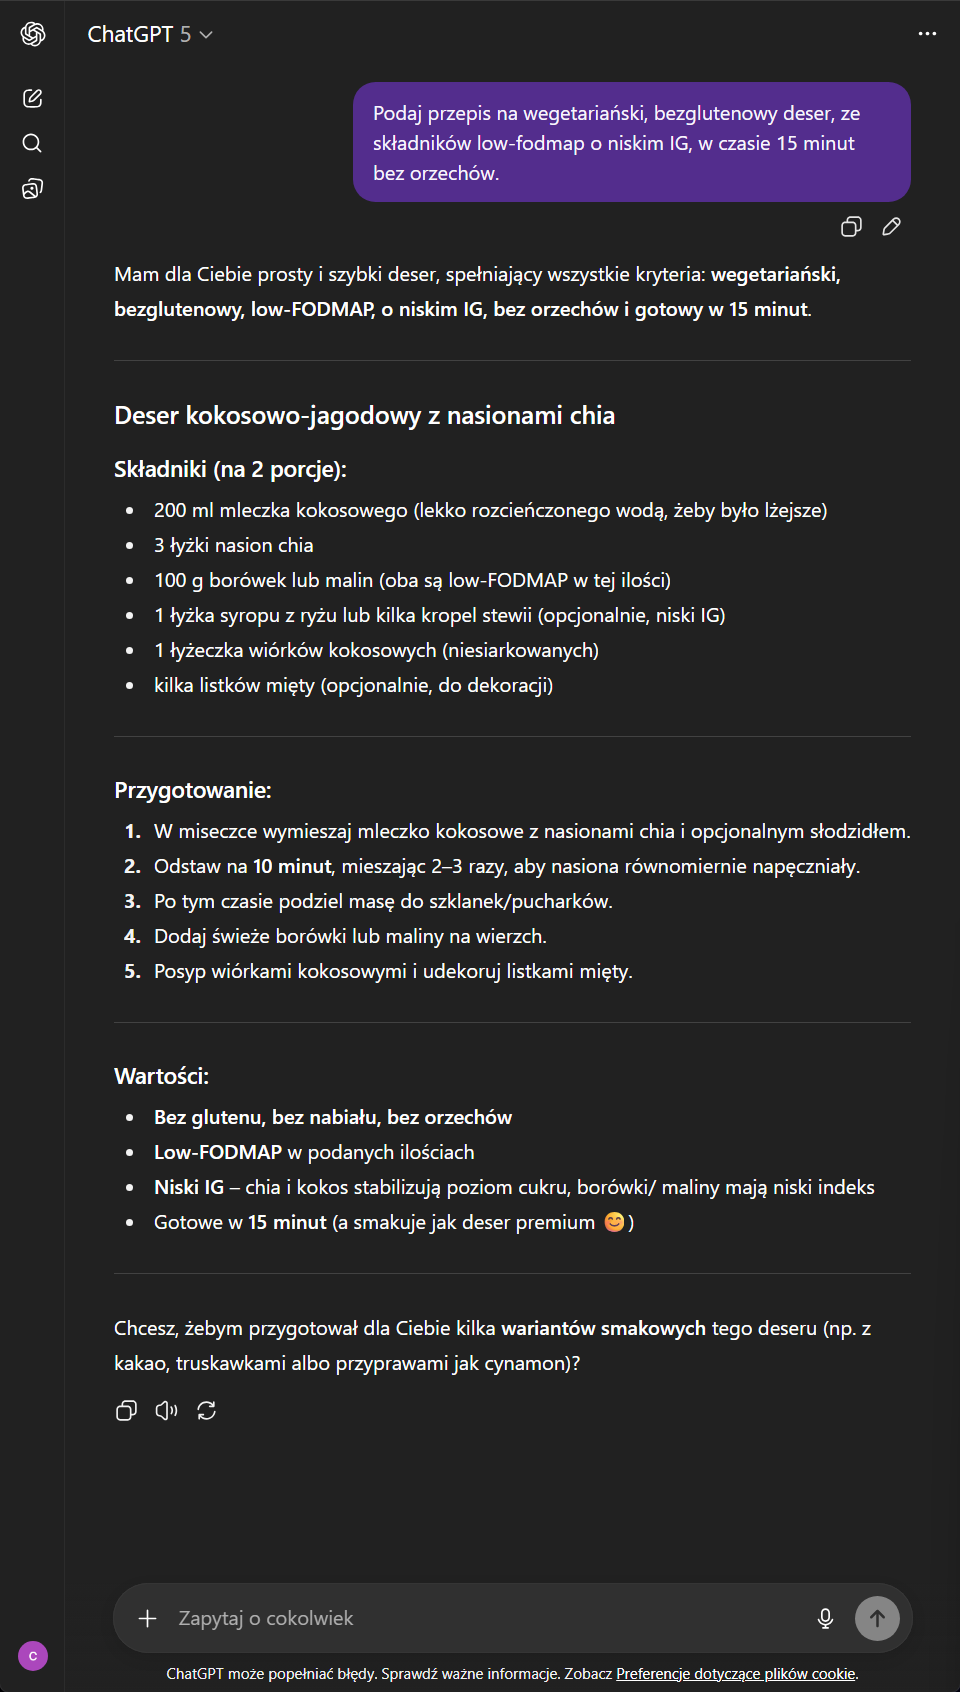 ChatGPT 5
Podaj przepis na wegetariański, bezglutenowy deser, ze
składników low-fodmap o niskim IG, w czasie 15 minut
bez orzechów.
Mam dla Ciebie prosty i szybki deser, spełniający wszystkie kryteria: wegetariański,
bezglutenowy, low-FODMAP, o niskim IG, bez orzechów i gotowy w 15 minut.
Deser kokosowo-jagodowy z nasionami chia
Składniki (na 2 porcje):
• 200 ml mleczka kokosowego (lekko rozcieńczonego wodą, żeby było lżejsze)
• 3 łyżki nasion chia
• 100 g borówek lub malin (oba są low-FODMAP w tej ilości)
• 1 łyżka syropu z ryżu lub kilka kropel stewii (opcjonalnie, niski IG)
• 1 łyżeczka wiórków kokosowych (niesiarkowanych)
• kilka listków mięty (opcjonalnie, do dekoracji)
Przygotowanie:
1. W miseczce wymieszaj mleczko kokosowe z nasionami chia i opcjonalnym słodzidłem.
2. Odstaw na 10 minut, mieszając 2–3 razy, aby nasiona równomiernie napęczniały.
3. Po tym czasie podziel masę do szklanek/pucharków.
4. Dodaj świeże borówki lub maliny na wierzch.
5. Posyp wiórkami kokosowymi i udekoruj listkami mięty.
Wartości:
• Bez glutenu, bez nabiału, bez orzechów
• Low-FODMAP w podanych ilościach
• Niski IG – chia i kokos stabilizują poziom cukru, borówki/ maliny mają niski indeks
• Gotowe w 15 minut (a smakuje jak deser premium 😊)
Chcesz, żebym przygotował dla Ciebie kilka wariantów smakowych tego deseru (np. z
kakao, truskawkami albo przyprawami jak cynamon)?
Zapytaj o cokolwiek
C
ChatGPT może popełniać błędy. Sprawdź ważne informacje. Zobacz Preferencje dotyczące plików cookie.